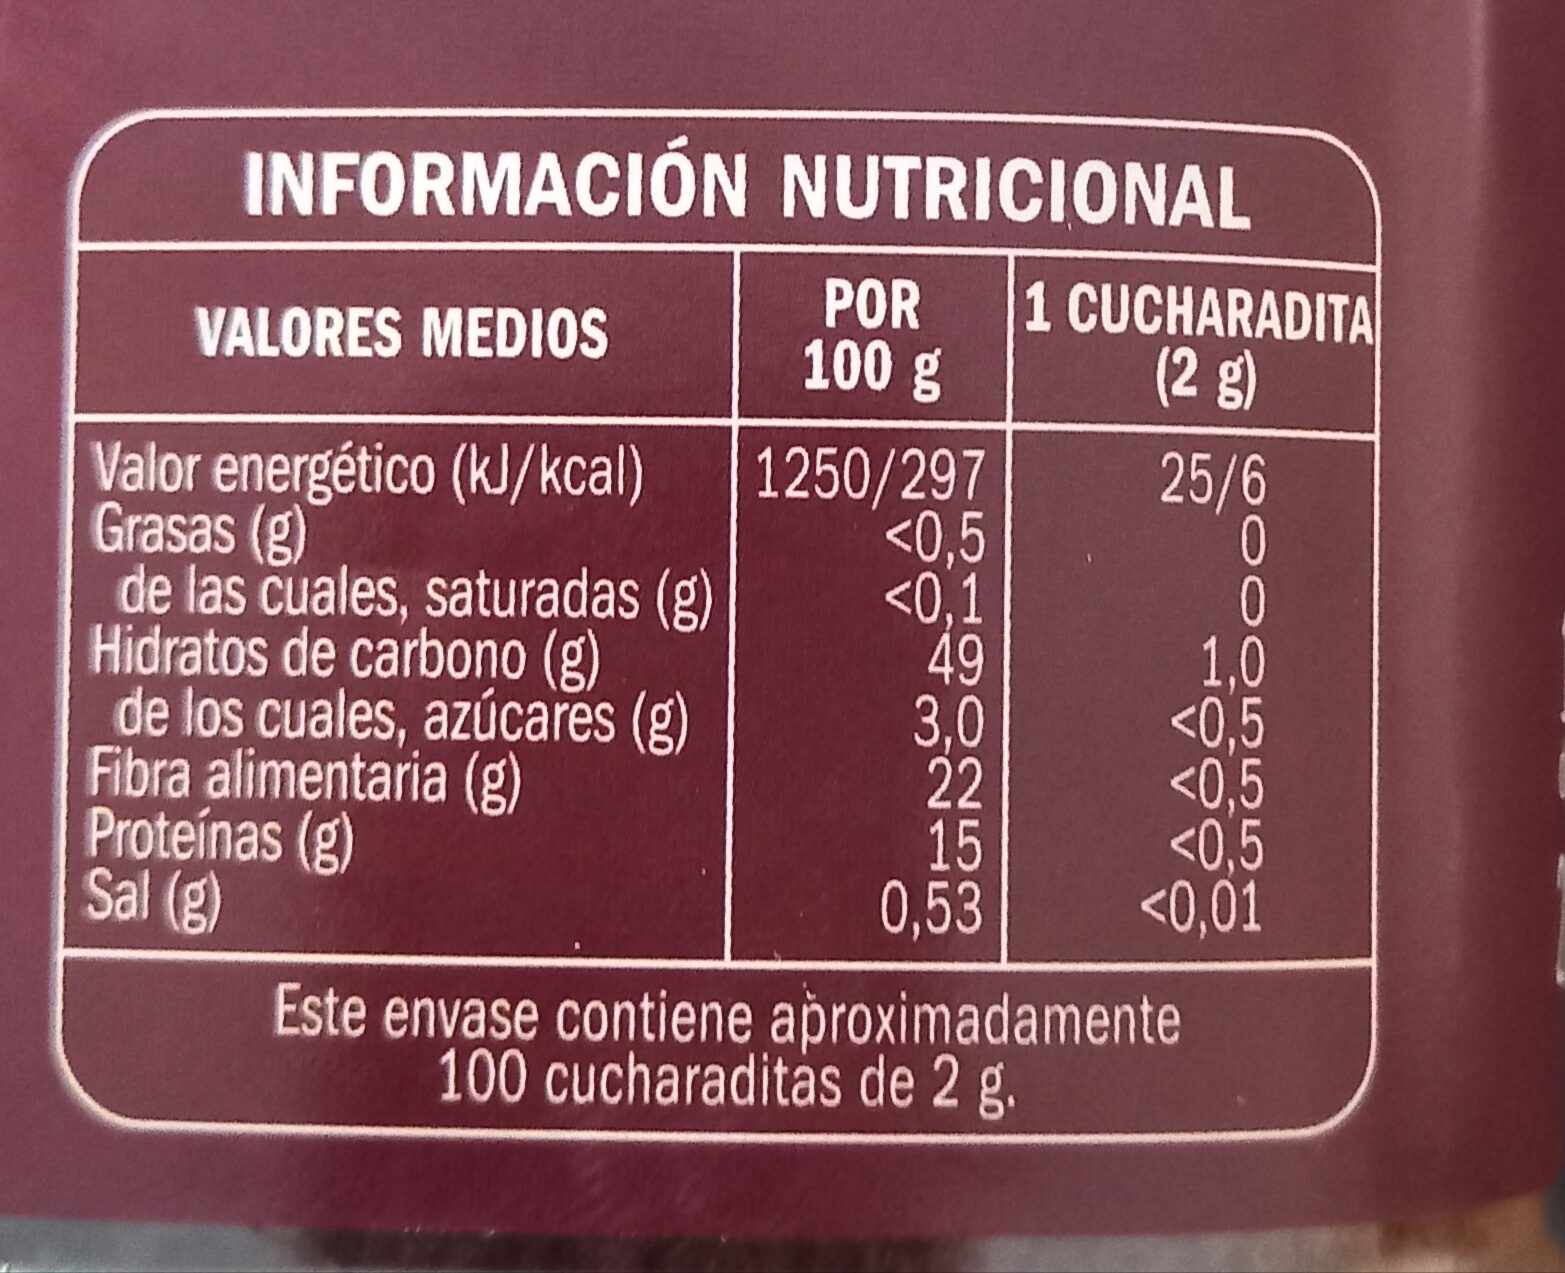 INFORMACIÓN NUTRICIONAL
VALORES MEDIOS POR 100 g 1 CUCHARADITA (2 g)
Valor energético (kJ/kcal) 1250/297 25/6
Grasas (g) <0,5 0
de las cuales, saturadas (g) <0,1 0
Hidratos de carbono (g) 49 1,0
de los cuales, azúcares (g) 3,0 <0,5
Fibra alimentaria (g) 22 <0,5
Proteínas (g) 15 <0,5
Sal (g) 0,53 <0,01
Este envase contiene aproximadamente
100 cucharaditas de 2 g.